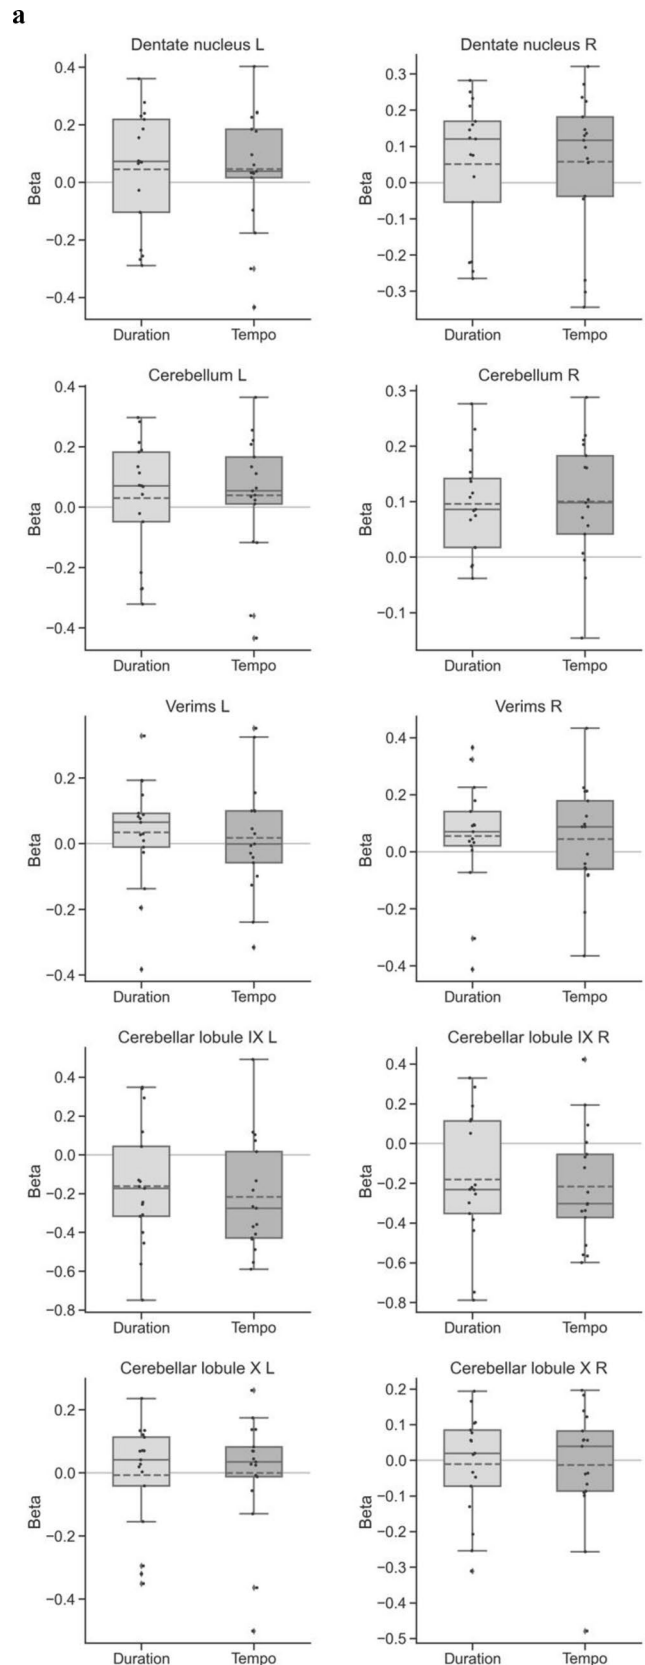 a
Dentate nucleus L
0.4
0.2
0.0
−0.2
−0.4
Beta
Duration Tempo
Dentate nucleus R
0.3
0.2
0.1
0.0
−0.1
−0.2
−0.3
Beta
Duration Tempo
Cerebellum L
0.4
0.2
0.0
−0.2
−0.4
Beta
Duration Tempo
Cerebellum R
0.3
0.2
0.1
0.0
−0.1
Beta
Duration Tempo
Verims L
0.2
0.0
−0.2
−0.4
Beta
Duration Tempo
Verims R
0.4
0.2
0.0
−0.2
−0.4
Beta
Duration Tempo
Cerebellar lobule IX L
0.4
0.2
0.0
−0.2
−0.4
−0.6
−0.8
Beta
Duration Tempo
Cerebellar lobule IX R
0.4
0.2
0.0
−0.2
−0.4
−0.6
−0.8
Beta
Duration Tempo
Cerebellar lobule X L
0.2
0.0
−0.2
−0.4
Beta
Duration Tempo
Cerebellar lobule X R
0.2
0.1
0.0
−0.1
−0.2
−0.3
−0.4
−0.5
Beta
Duration Tempo